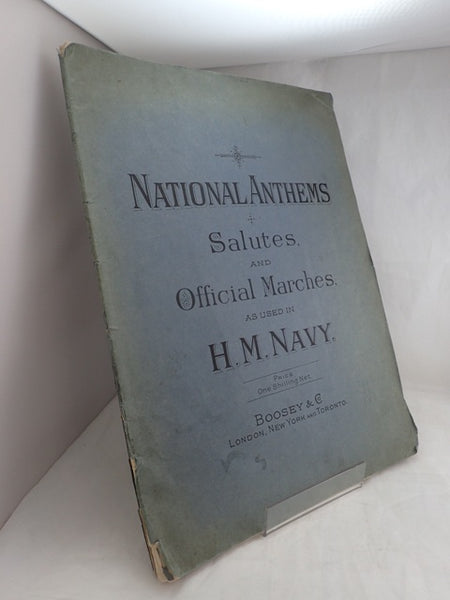 NATIONAL ANTHEMS
Salutes,
AND
Official Marches;
AS USED IN
H.M. NAVY.
PRICE
One Shilling Net.
BOOSEY & Co
LONDON, NEW YORK AND TORONTO.